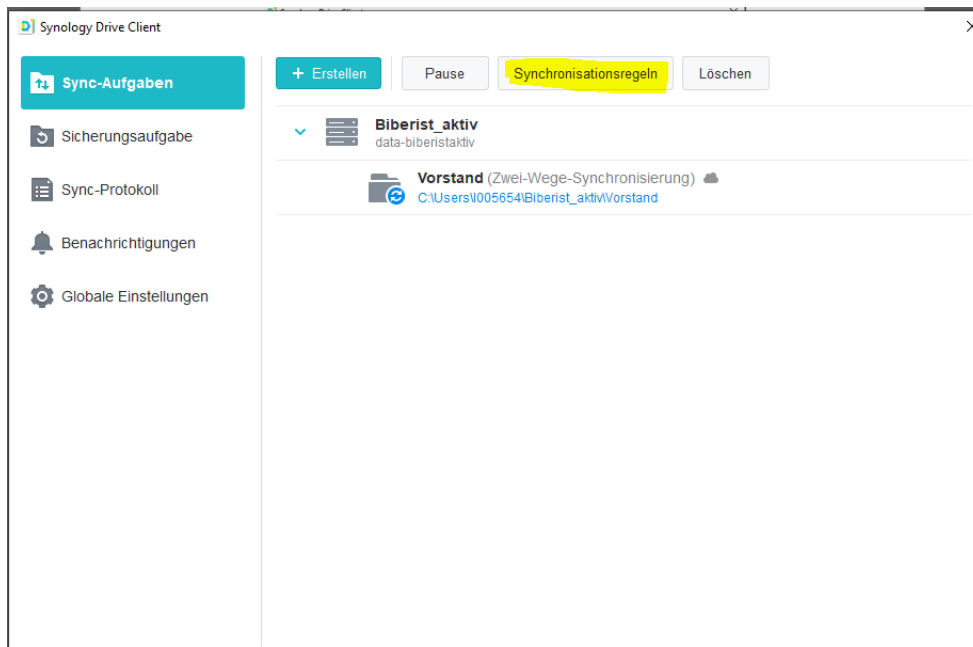 Synology Drive Client
Sync-Aufgaben
Sicherungsaufgabe
Sync-Protokoll
Benachrichtigungen
Globale Einstellungen
+ Erstellen
Pause
Synchronisationsregeln
Löschen
Biberist_aktiv
data-biberistaktiv
Vorstand (Zwei-Wege-Synchronisierung)
C:\Users\I005654\Biberist_aktiv\Vorstand